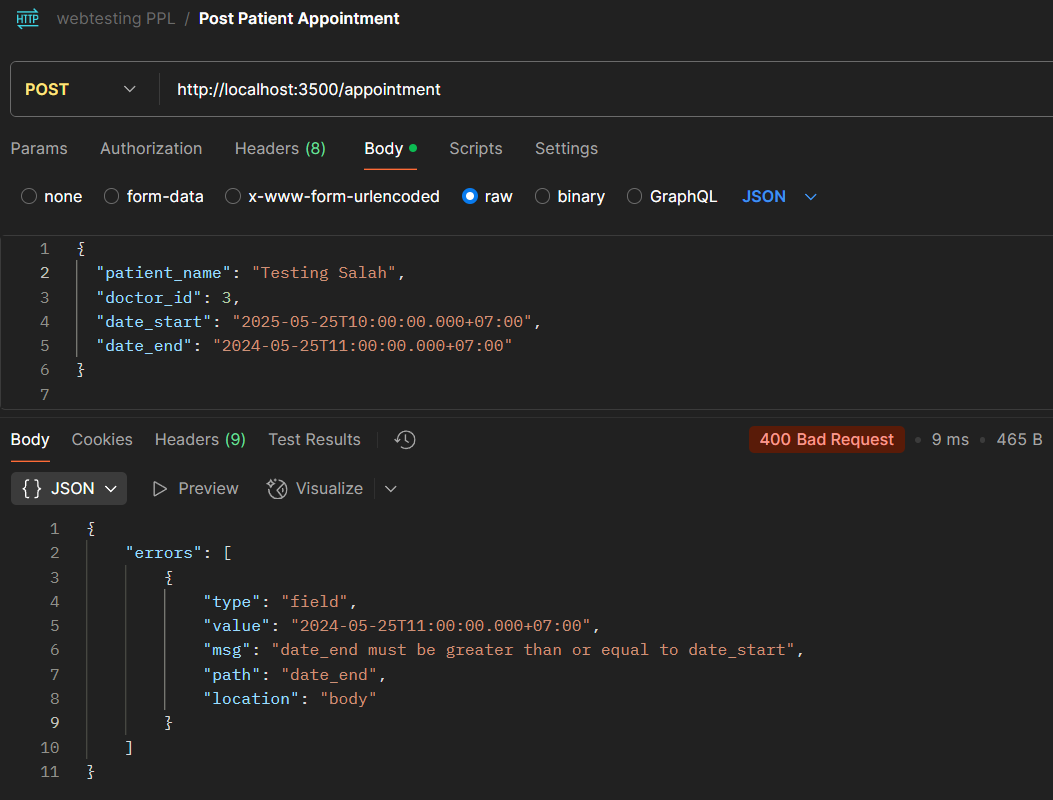 HTTP webtesting PPL / Post Patient Appointment
POST http://localhost:3500/appointment
Params Authorization Headers (8) Body Scripts Settings
none form-data x-www-form-urlencoded raw binary GraphQL JSON
1 {
2 "patient_name": "Testing Salah",
3 "doctor_id": 3,
4 "date_start": "2025-05-25T10:00:00.000+07:00",
5 "date_end": "2024-05-25T11:00:00.000+07:00"
6 }
7
Body Cookies Headers (9) Test Results 400 Bad Request 9 ms 465 B
{} JSON Preview Visualize
1 {
2 "errors": [
3 {
4 "type": "field",
5 "value": "2024-05-25T11:00:00.000+07:00",
6 "msg": "date_end must be greater than or equal to date_start",
7 "path": "date_end",
8 "location": "body"
9 }
10 ]
11 }